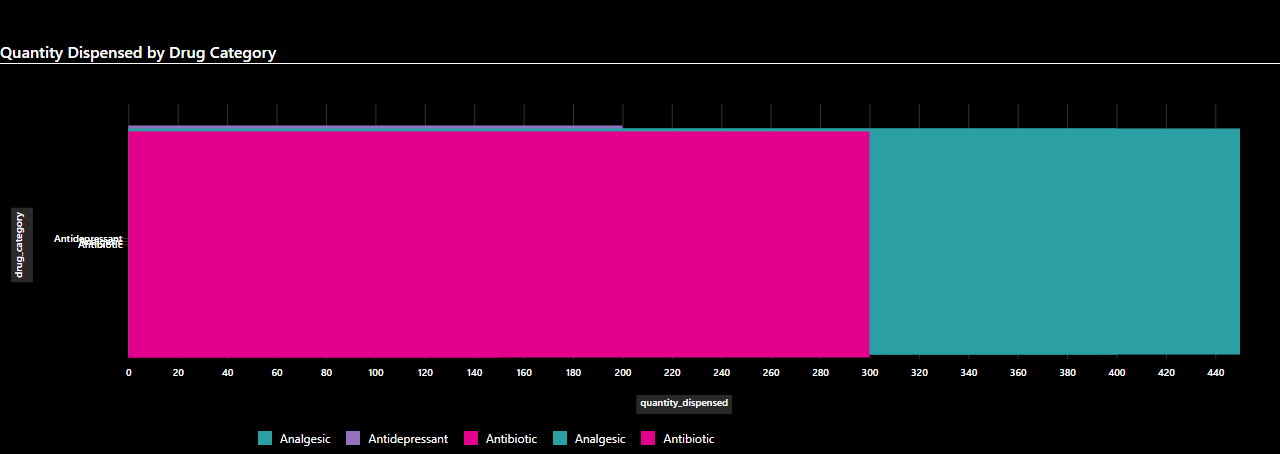 Quantity Dispensed by Drug Category
drug_category
Antidepressant
Antibiotic
0 20 40 60 80 100 120 140 160 180 200 220 240 260 280 300 320 340 360 380 400 420 440
quantity_dispensed
Analgesic Antidepressant Antibiotic Analgesic Antibiotic